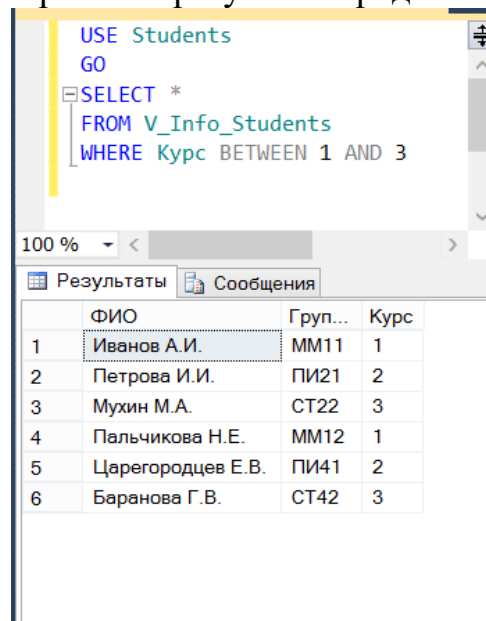 USE Students
GO
SELECT *
FROM V_Info_Students
WHERE Курс BETWEEN 1 AND 3
100 %
Результаты Сообщения
ФИО Груп... Курс
1 Иванов А.И. ММ11 1
2 Петрова И.И. ПИ21 2
3 Мухин М.А. СТ22 3
4 Пальчикова Н.Е. ММ12 1
5 Царегородцев Е.В. ПИ41 2
6 Баранова Г.В. СТ42 3